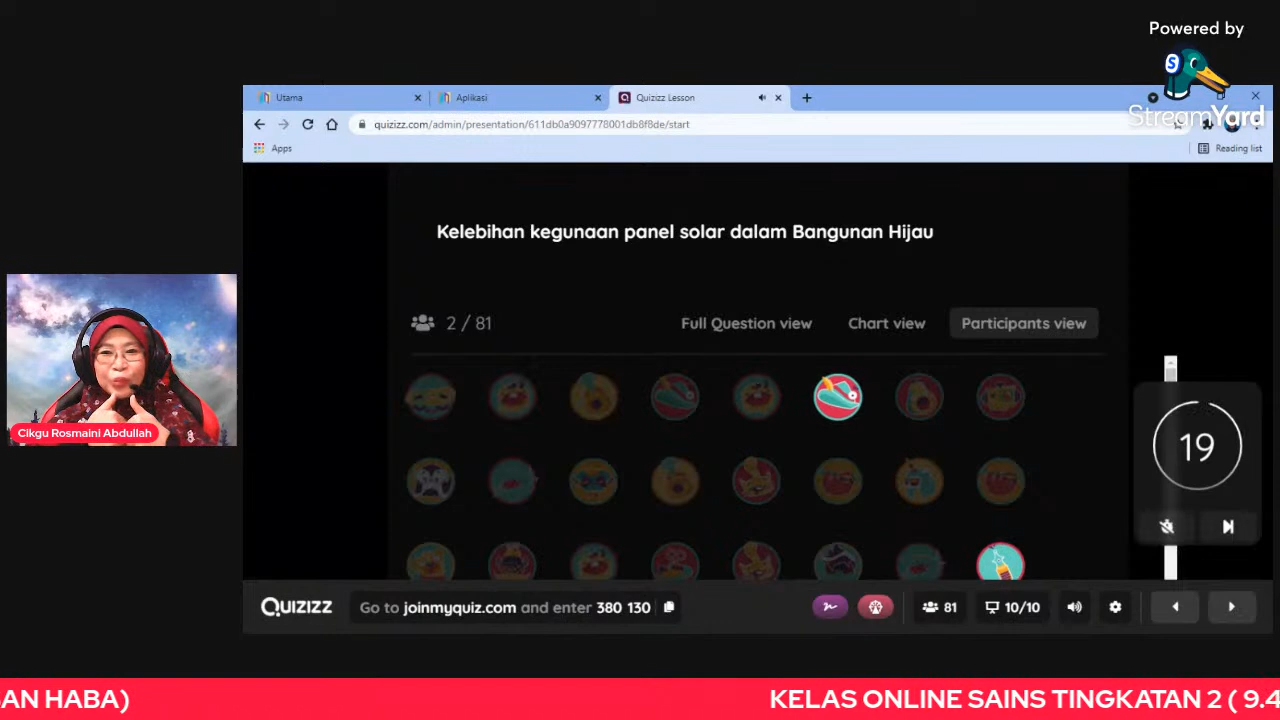 Powered by
StreamYard
Utama
Aplikasi
Quizizz Lesson
quizizz.com/admin/presentation/611db0a9097778001db8f8de/start
Apps
Reading list
Kelebihan kegunaan panel solar dalam Bangunan Hijau
2 / 81
Full Question view
Chart view
Participants view
19
Cikgu Rosmaini Abdullah
QUIZIZZ
Go to joinmyquiz.com and enter 380 130
81
10/10
SAN HABA)
KELAS ONLINE SAINS TINGKATAN 2 ( 9.4